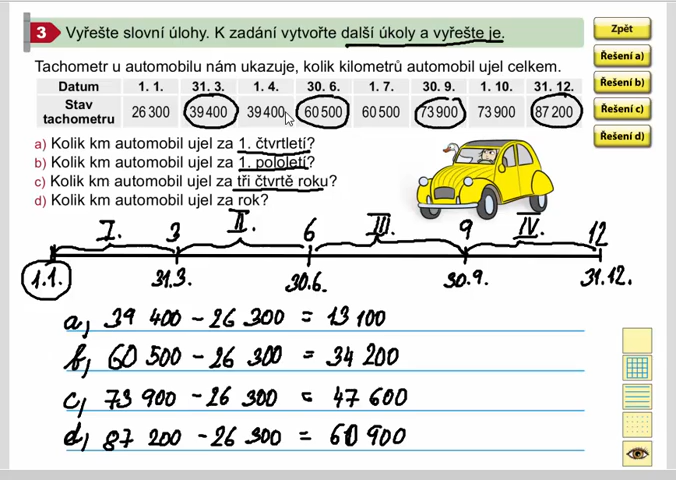 3 Vyřešte slovní úlohy. K zadání vytvořte další úkoly a vyřešte je.
Zpět
Řešení a)
Řešení b)
Řešení c)
Řešení d)
Tachometr u automobilu nám ukazuje, kolik kilometrů automobil ujel celkem.
Datum 1. 1. 31. 3. 1. 4. 30. 6. 1. 7. 30. 9. 1. 10. 31. 12.
Stav tachometru 26 300 39 400 39 400 60 500 60 500 73 900 73 900 87 200
a) Kolik km automobil ujel za 1. čtvrtletí?
b) Kolik km automobil ujel za 1. pololetí?
c) Kolik km automobil ujel za tři čtvrtě roku?
d) Kolik km automobil ujel za rok?
I. 3 II. 6 III. 9 IV. 12
1.1. 31.3. 30.6. 30.9. 31.12.
a, 39 400 - 26 300 = 13 100
b, 60 500 - 26 300 = 34 200
c, 73 900 - 26 300 = 47 600
d, 87 200 - 26 300 = 60 900